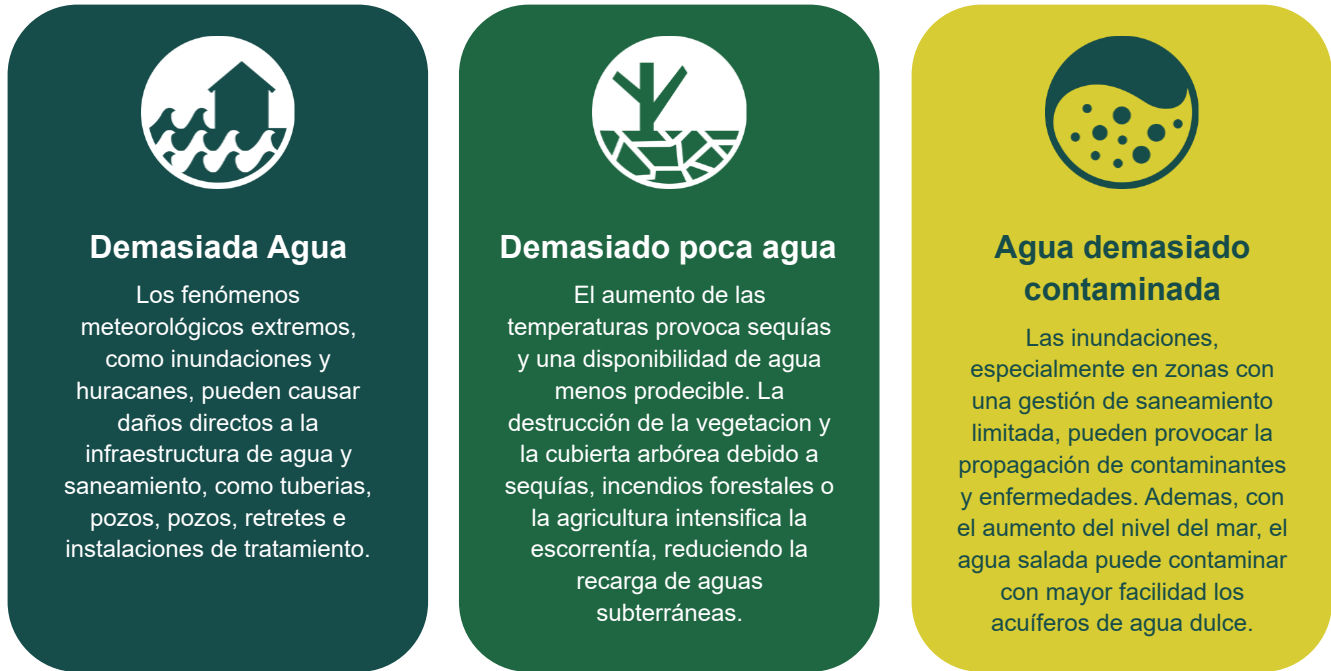 Demasiada Agua
Los fenómenos
meteorológicos extremos,
como inundaciones y
huracanes, pueden causar
daños directos a la
infraestructura de agua y
saneamiento, como tuberias,
pozos, pozos, retretes e
instalaciones de tratamiento.
Demasiado poca agua
El aumento de las
temperaturas provoca sequías
y una disponibilidad de agua
menos prodecible. La
destrucción de la vegetacion y
la cubierta arbórea debido a
sequías, incendios forestales o
la agricultura intensifica la
escorrentía, reduciendo la
recarga de aguas
subterráneas.
Agua demasiado
contaminada
Las inundaciones,
especialmente en zonas con
una gestión de saneamiento
limitada, pueden provocar la
propagación de contaminantes
y enfermedades. Ademas, con
el aumento del nivel del mar, el
agua salada puede contaminar
con mayor facilidad los
acuíferos de agua dulce.